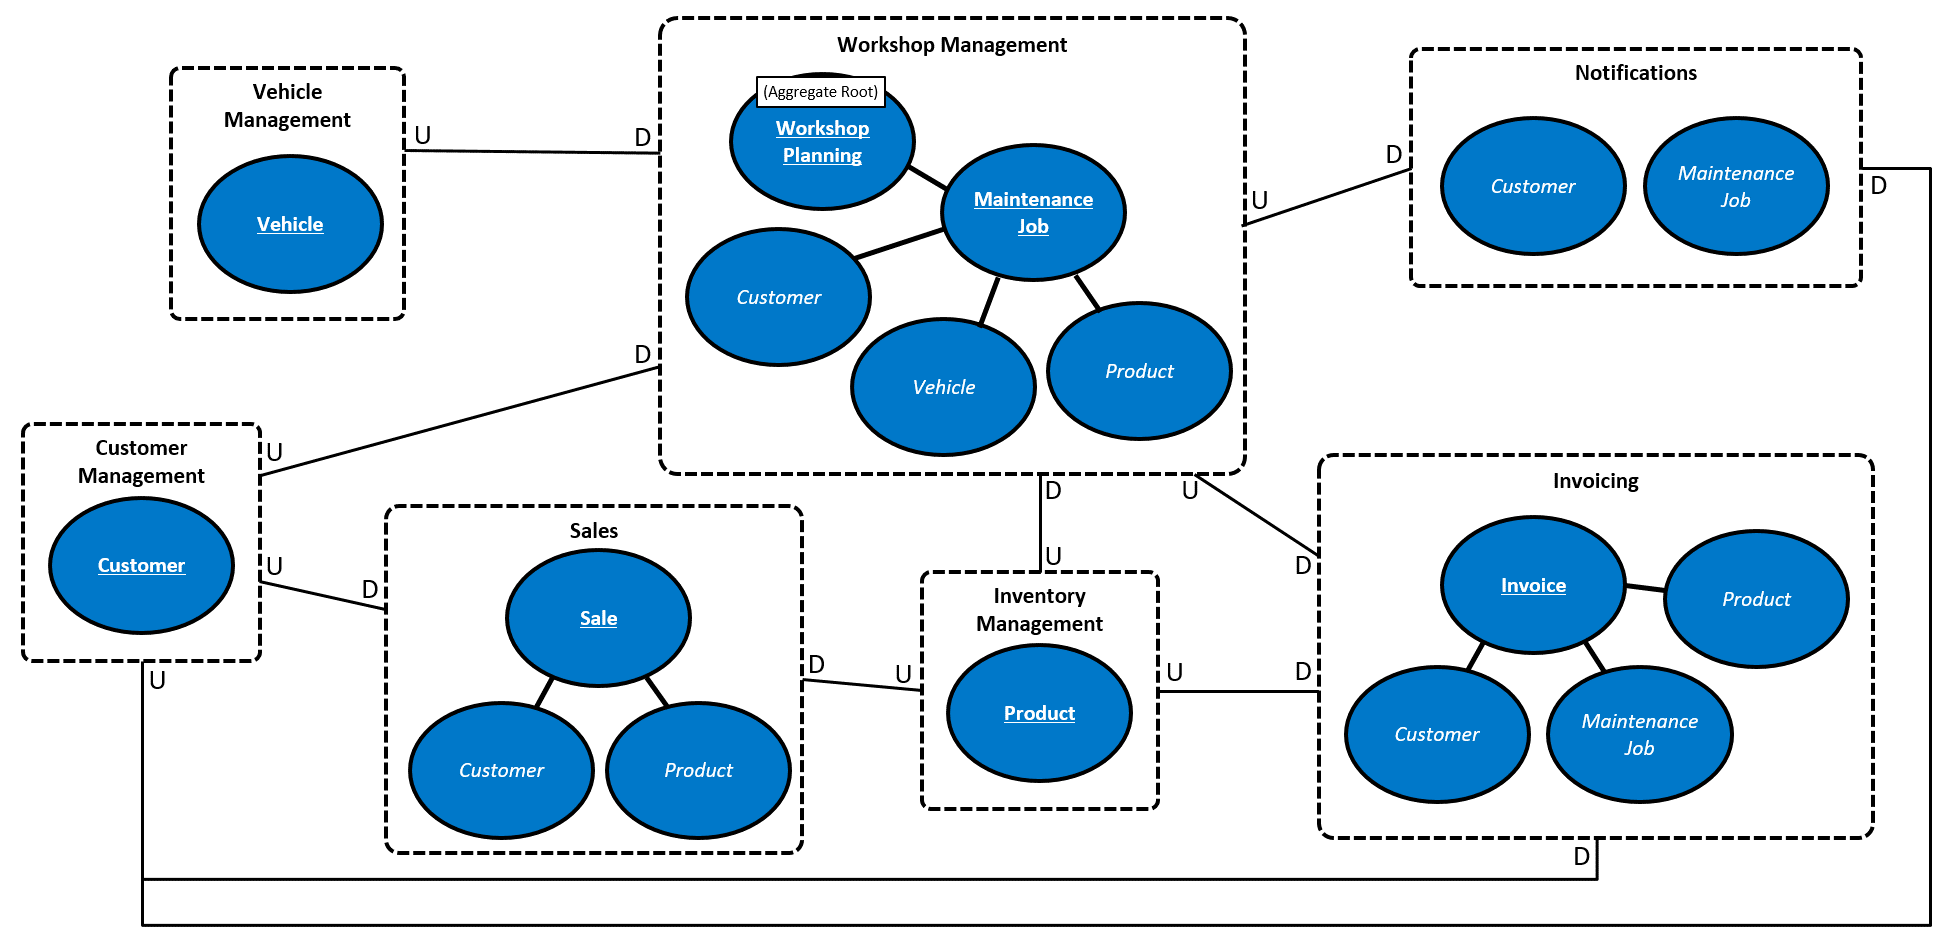 Workshop Management
(Aggregate Root)
Workshop
Planning
Maintenance
Job
Customer
Vehicle
Product
Vehicle
Management
Vehicle
U
D
Notifications
Customer
Maintenance
Job
D
U
D
D
U
Customer
Management
Customer
U
D
U
Sales
Sale
Customer
Product
D
U
D
U
Inventory
Management
Product
U
D
U
D
Invoicing
Invoice
Product
Customer
Maintenance
Job
D